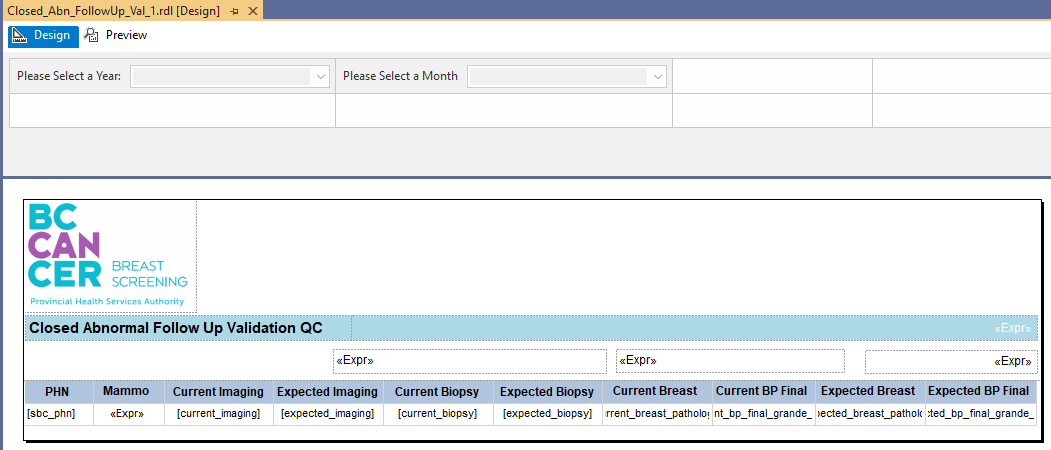 Closed_Abn_FollowUp_Val_1.rdl [Design]
Design Preview
Please Select a Year: Please Select a Month
BC
CAN
CER BREAST
SCREENING
Provincial Health Services Authority
Closed Abnormal Follow Up Validation QC «Expr»
«Expr» «Expr» «Expr»
PHN Mammo Current Imaging Expected Imaging Current Biopsy Expected Biopsy Current Breast Current BP Final Expected Breast Expected BP Final
[sbc_phn] «Expr» [current_imaging] [expected_imaging] [current_biopsy] [expected_biopsy] rrent_breast_patholog nt_bp_final_grande_ pected_breast_patholo cted_bp_final_grande_